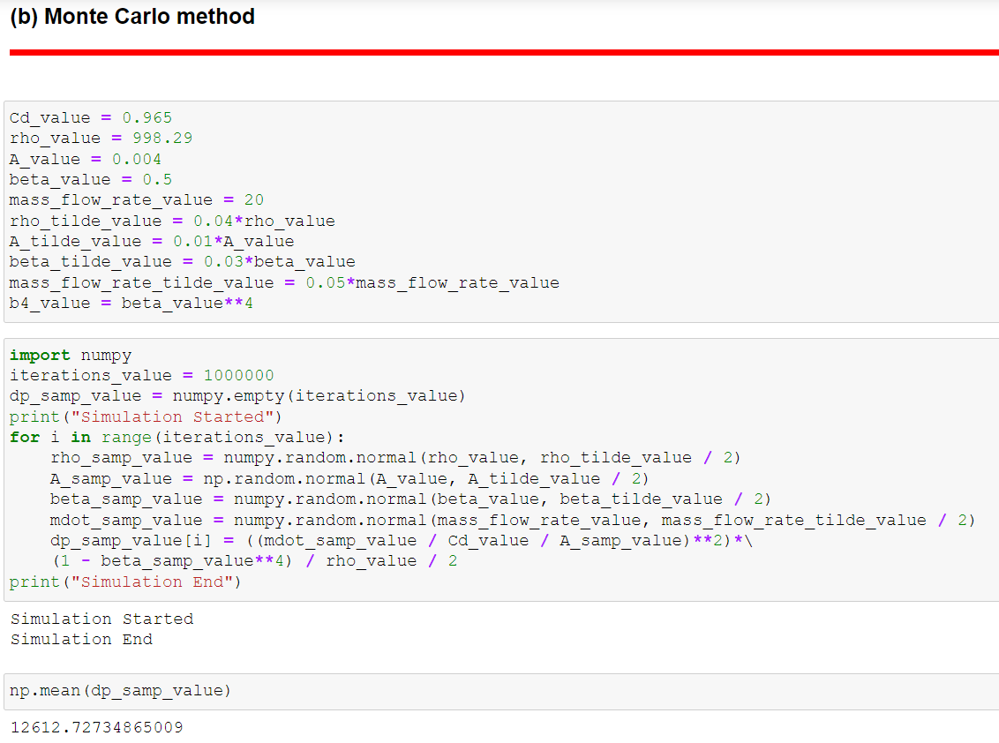 (b) Monte Carlo method
Cd_value = 0.965
rho_value = 998.29
A_value = 0.004
beta_value = 0.5
mass_flow_rate_value = 20
rho_tilde_value = 0.04*rho_value
A_tilde_value = 0.01*A_value
beta_tilde_value = 0.03*beta_value
mass_flow_rate_tilde_value = 0.05*mass_flow_rate_value
b4_value = beta_value**4
import numpy
iterations_value = 1000000
dp_samp_value = numpy.empty(iterations_value)
print("Simulation Started")
for i in range(iterations_value):
    rho_samp_value = numpy.random.normal(rho_value, rho_tilde_value / 2)
    A_samp_value = np.random.normal(A_value, A_tilde_value / 2)
    beta_samp_value = numpy.random.normal(beta_value, beta_tilde_value / 2)
    mdot_samp_value = numpy.random.normal(mass_flow_rate_value, mass_flow_rate_tilde_value / 2)
    dp_samp_value[i] = ((mdot_samp_value / Cd_value / A_samp_value)**2)*\
    (1 - beta_samp_value**4) / rho_value / 2
print("Simulation End")
Simulation Started
Simulation End
np.mean(dp_samp_value)
12612.72734865009